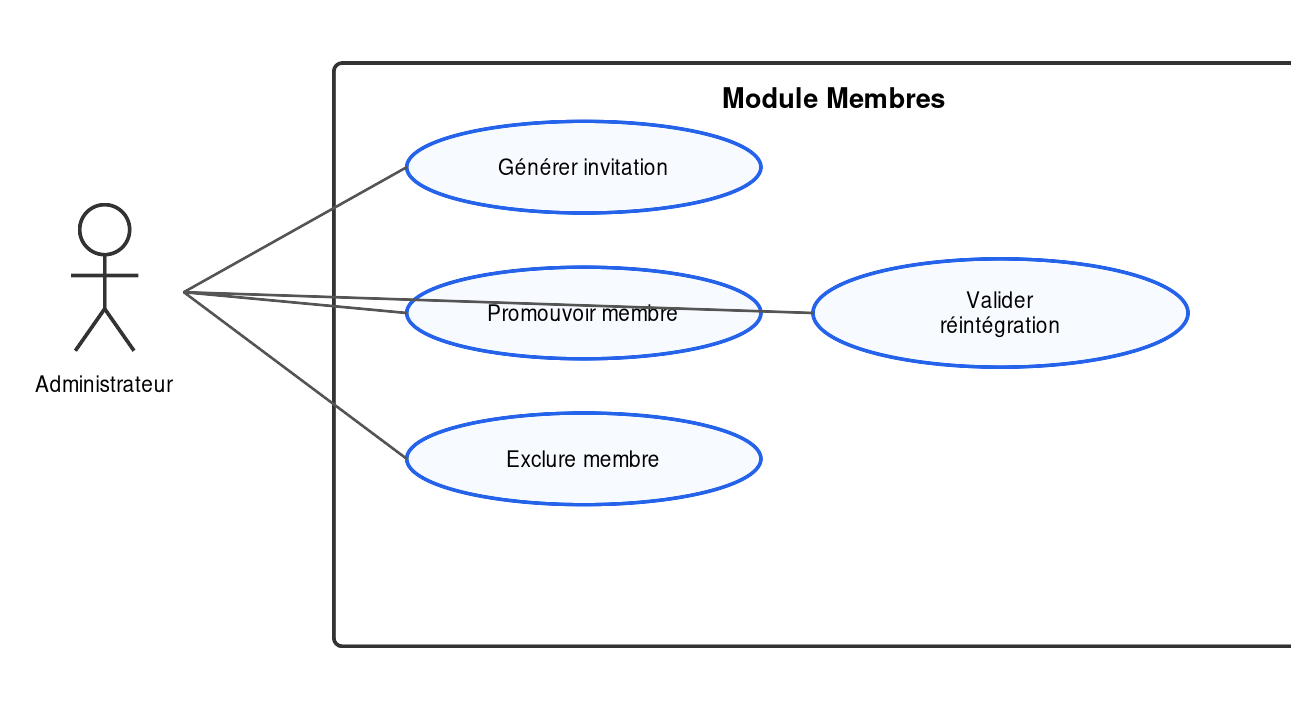 Module Membres
Générer invitation
Promouvoir membre
Valider
réintégration
Administrateur
Exclure membre